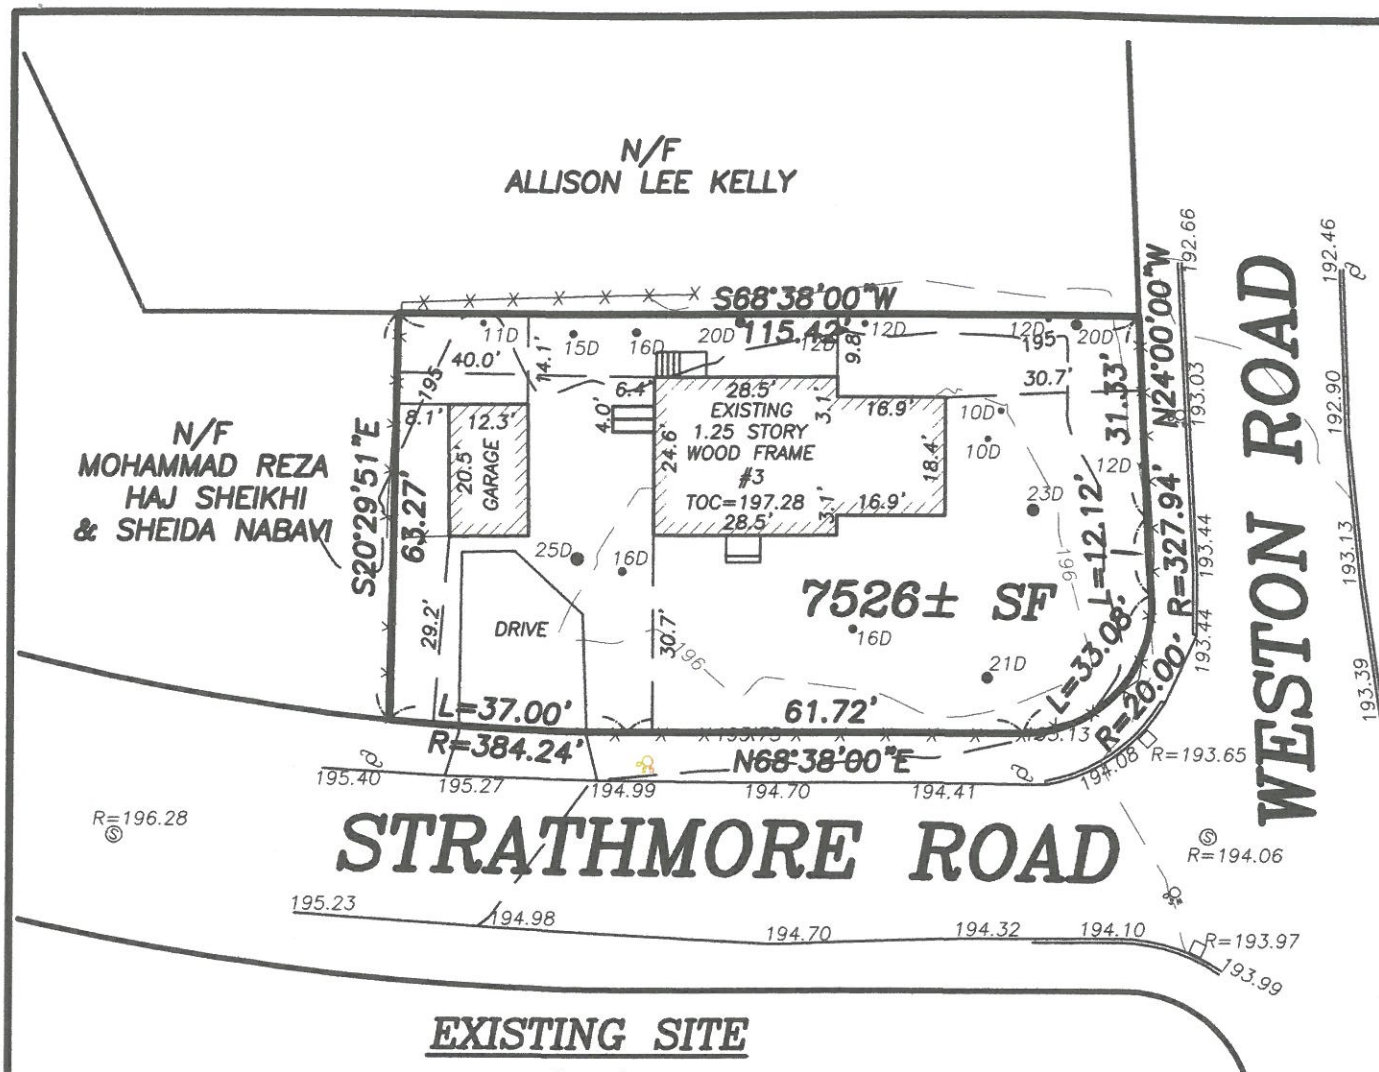 N/F
ALLISON LEE KELLY
S68°38'00"W
115.42'
11D
15D
16D
20D
12D
12D
12D
20D
195
40.0'
14.1'
9.8'
30.7'
195
8.1'
12.3'
20.5'
GARAGE
6.4'
4.0'
28.5'
EXISTING
1.25 STORY
WOOD FRAME
#3
TOC=197.28
28.5'
24.6'
3.1'
16.9'
18.4'
3.1'
16.9'
10D
10D
23D
12D
N/F
MOHAMMAD REZA
HAJ SHEIKHI
& SHEIDA NABAVI
S20°29'51"E
63.27'
25D
16D
29.2'
DRIVE
30.7'
196
196
7526± SF
16D
21D
31.33'
N24°00'00"W
L=12.12'
R=327.94'
L=33.08'
R=20.00'
L=37.00'
R=384.24'
61.72'
N68°38'00"E
192.66
193.03
193.44
193.44
192.46
192.90
193.13
193.39
WESTON ROAD
195.40
195.27
194.99
194.70
194.41
194.08
R=193.65
R=196.28
S
STRATHMORE ROAD
S
R=194.06
195.23
194.98
194.70
194.32
194.10
R=193.97
193.99
EXISTING SITE